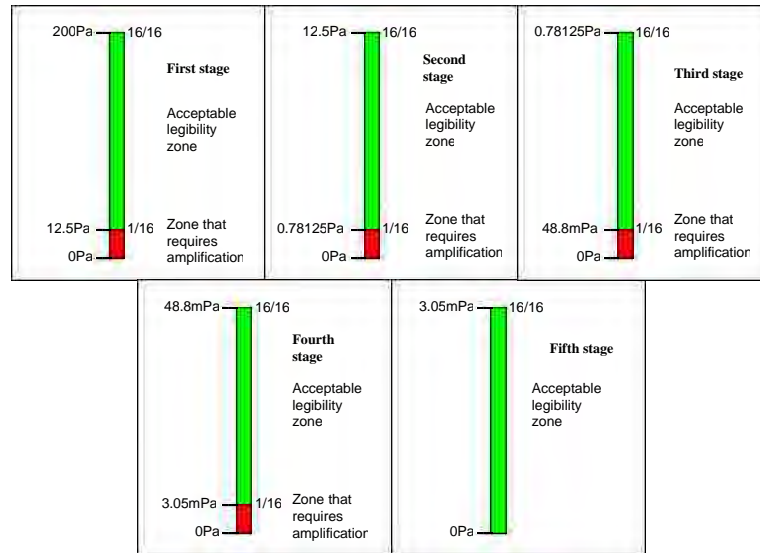 200Pa 16/16
First stage
Acceptable
legibility
zone
12.5Pa 1/16
Zone that
requires
amplification
0Pa
12.5Pa 16/16
Second
stage
Acceptable
legibility
zone
0.78125Pa 1/16
Zone that
requires
amplification
0Pa
0.78125Pa 16/16
Third stage
Acceptable
legibility
zone
48.8mPa 1/16
Zone that
requires
amplification
0Pa
48.8mPa 16/16
Fourth
stage
Acceptable
legibility
zone
3.05mPa 1/16
Zone that
requires
amplification
0Pa
3.05mPa 16/16
Fifth stage
Acceptable
legibility
zone
0Pa